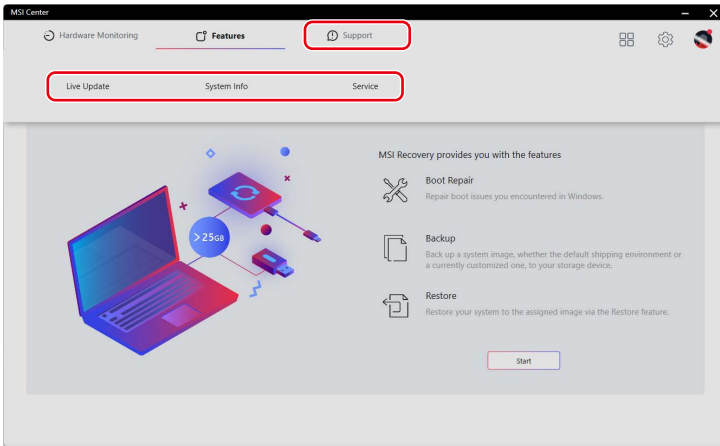 MSI Center
Hardware Monitoring
Features
Support
Live Update
System Info
Service
MSI Recovery provides you with the features
Boot Repair
Repair boot issues you encountered in Windows.
>25GB
Backup
Back up a system image, whether the default shipping environment or
a currently customized one, to your storage device.
Restore
Restore your system to the assigned image via the Restore feature.
Start